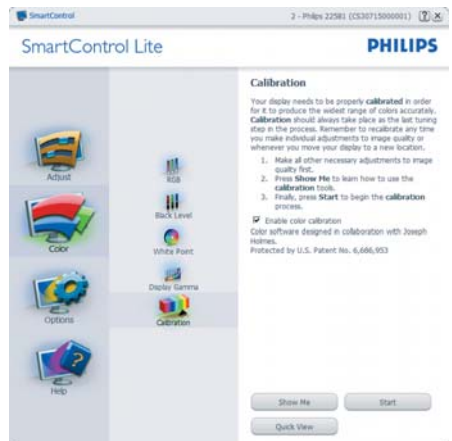 SmartControl
2 - Philips 225B1 (CS30715000001)
SmartControl Lite
PHILIPS
Adjust
Color
Options
Help
RGB
Black Level
White Point
Display Gamma
Calibration
Calibration
Your display needs to be properly calibrated in order
for it to produce the widest range of colors accurately.
Calibration should always take place as the last tuning
step in the process. Remember to recalibrate any time
you make individual adjustments to image quality or
whenever you move your display to a new location.
1. Make all other necessary adjustments to image
quality first.
2. Press Show Me to learn how to use the
calibration tools.
3. Finally, press Start to begin the calibration
process.
Enable color calibration
Color software designed in collaboration with Joseph
Holmes.
Protected by U.S. Patent No. 6,686,953
Show Me
Start
Quick View